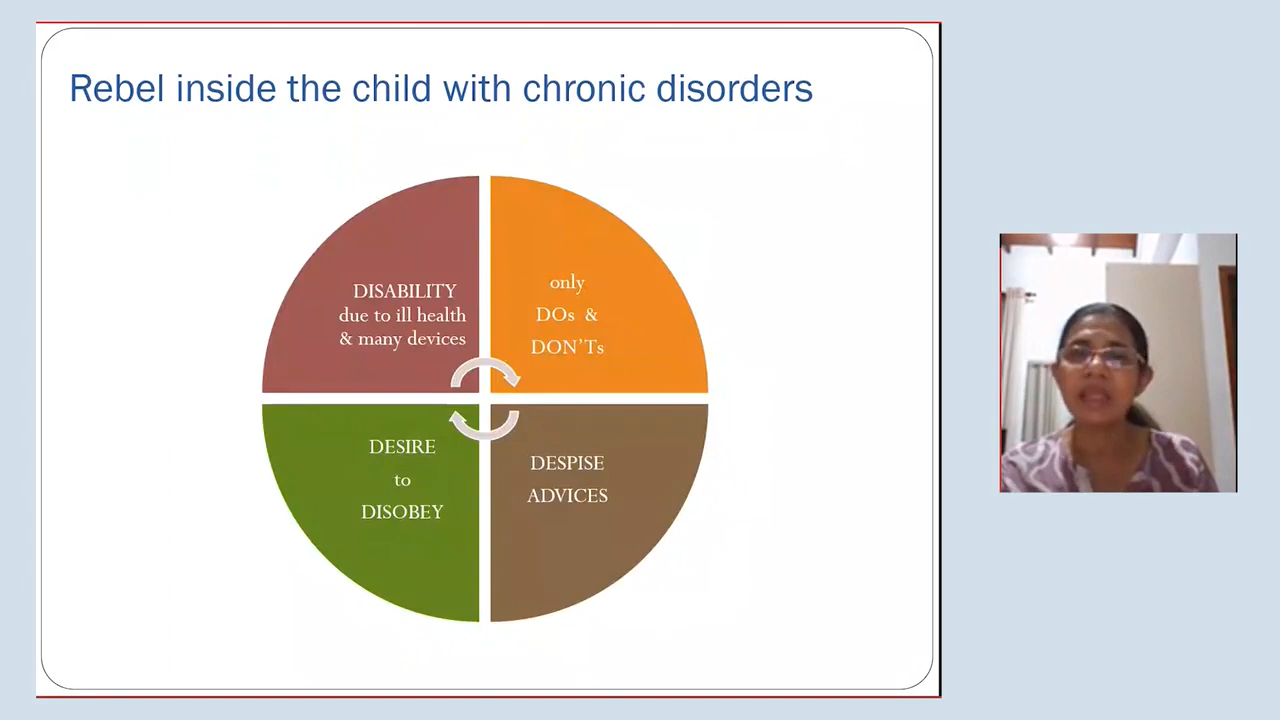 Rebel inside the child with chronic disorders
DISABILITY
due to ill health
& many devices
only
DOs &
DON’Ts
DESIRE
to
DISOBEY
DESPISE
ADVICES